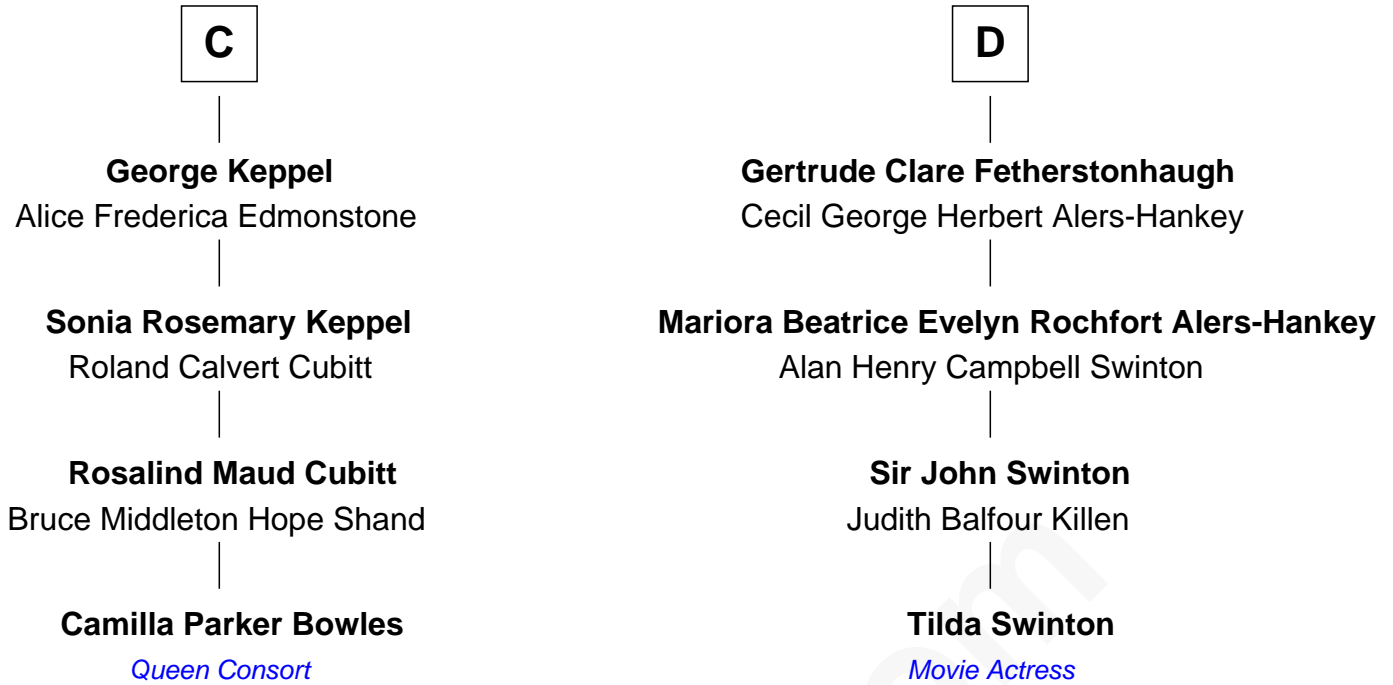 C
George Keppel
Alice Frederica Edmonstone
Sonia Rosemary Keppel
Roland Calvert Cubitt
Rosalind Maud Cubitt
Bruce Middleton Hope Shand
Camilla Parker Bowles
Queen Consort
D
Gertrude Clare Fetherstonhaugh
Cecil George Herbert Alers-Hankey
Mariora Beatrice Evelyn Rochfort Alers-Hankey
Alan Henry Campbell Swinton
Sir John Swinton
Judith Balfour Killen
Tilda Swinton
Movie Actress